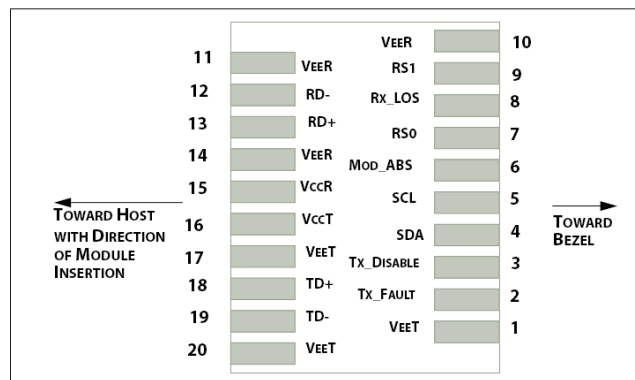 11 VEER
12 RD-
13 RD+
14 VEER
15 VCCR
16 VCCT
17 VEET
18 TD+
19 TD-
20 VEET
VEER 10
RS1 9
RX_LOS 8
RS0 7
MOD_ABS 6
SCL 5
SDA 4
TX_DISABLE 3
TX_FAULT 2
VEET 1
TOWARD HOST
WITH DIRECTION
OF MODULE
INSERTION
TOWARD
BEZEL